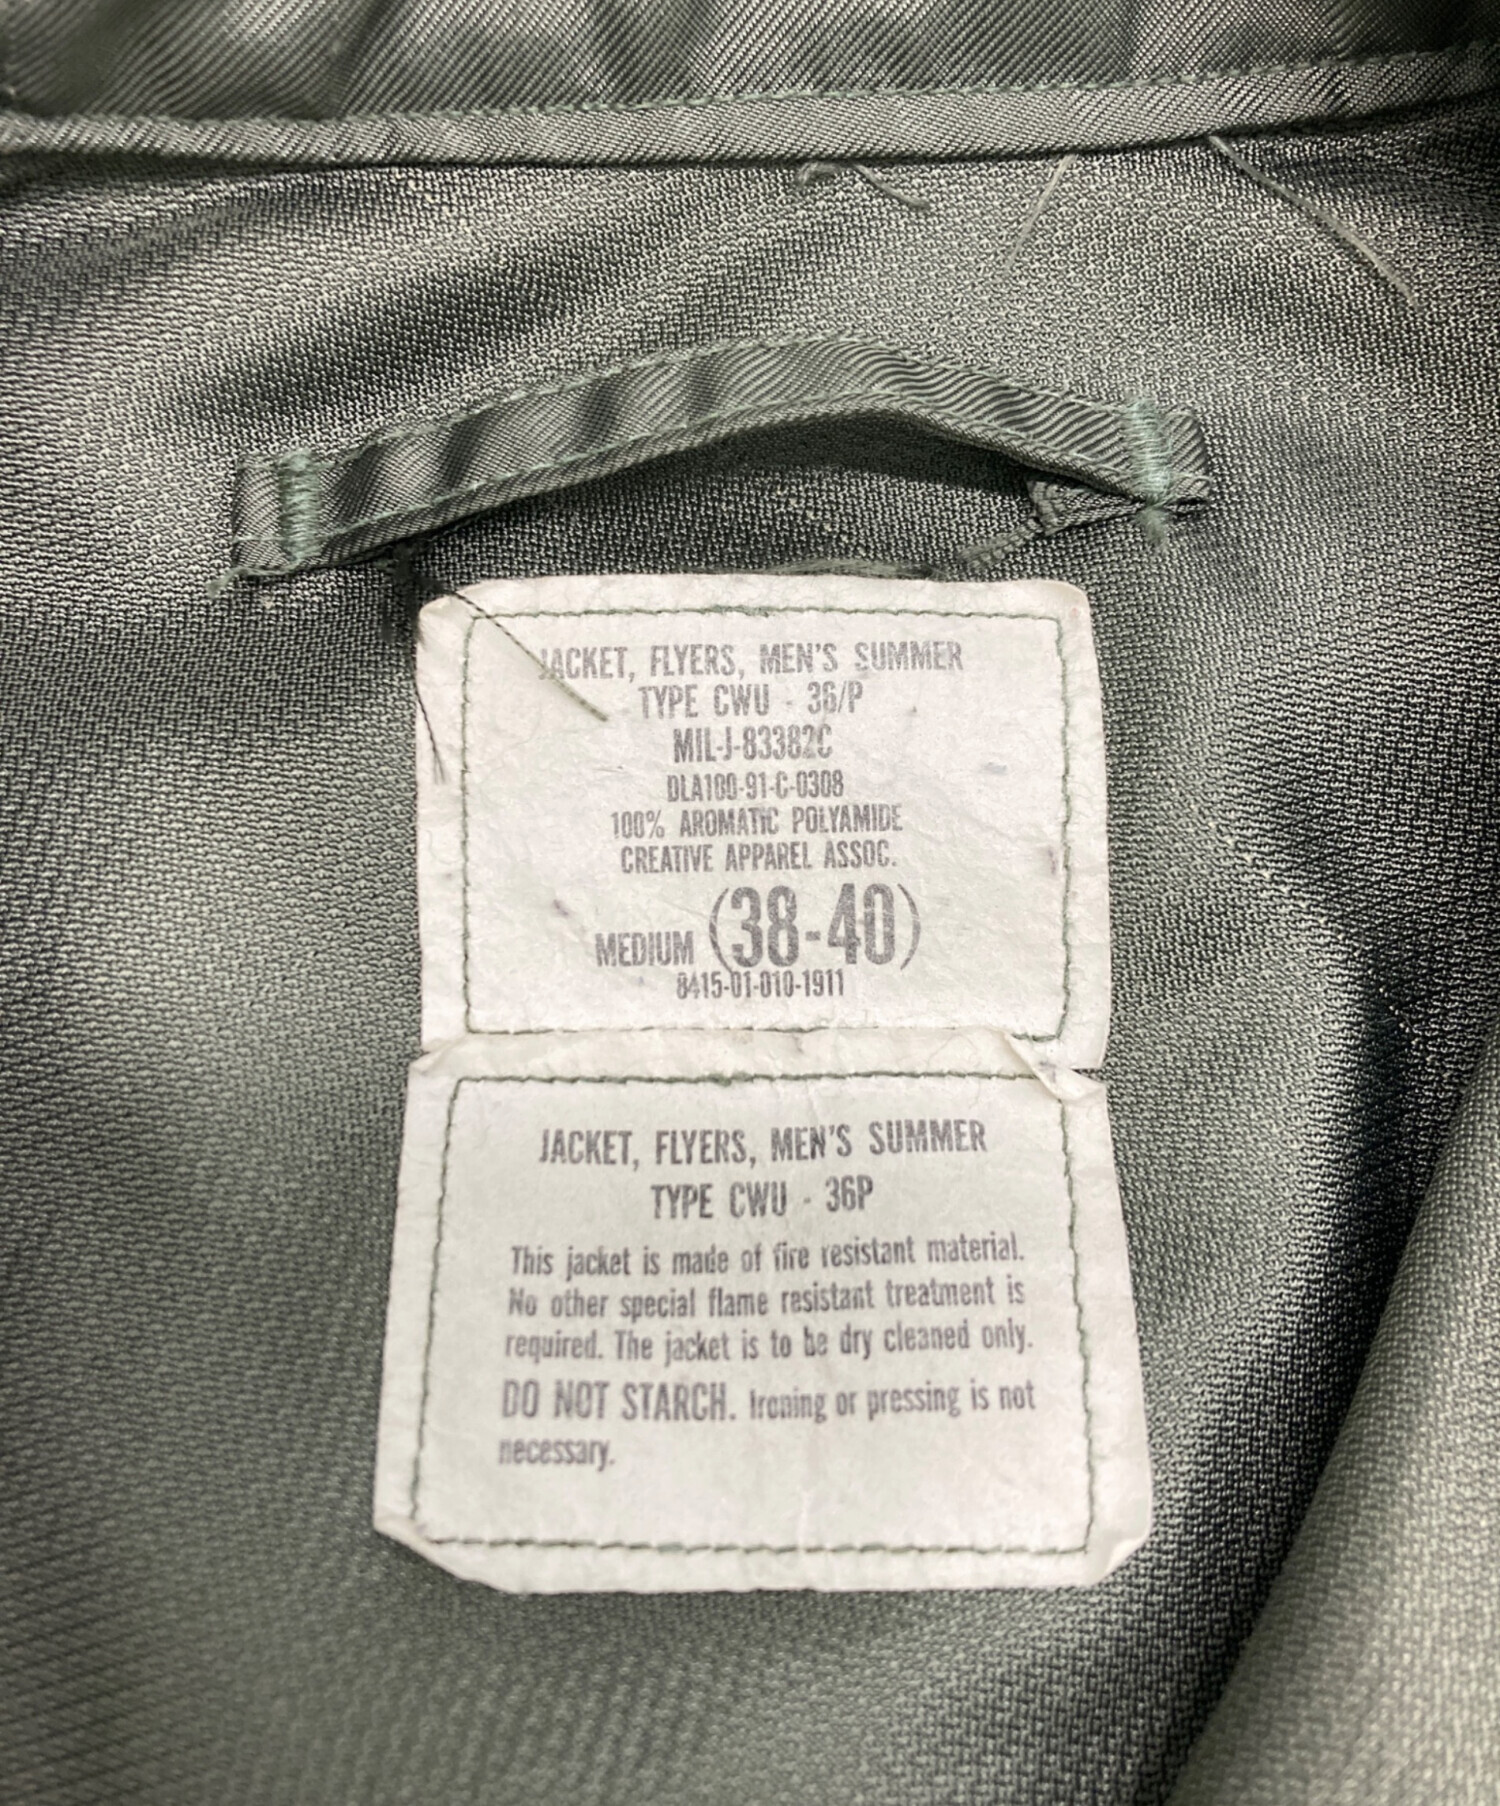 JACKET, FLYERS, MEN'S SUMMER
TYPE CWU - 36/P
MIL-J-83382C
DLA100-91-C-0308
100% AROMATIC POLYAMIDE
CREATIVE APPAREL ASSOC.
MEDIUM (38-40)
8415-01-010-1911
JACKET, FLYERS, MEN'S SUMMER
TYPE CWU - 36P
This jacket is made of fire resistant material.
No other special flame resistant treatment is
required. The jacket is to be dry cleaned only.
DO NOT STARCH. Ironing or pressing is not
necessary.